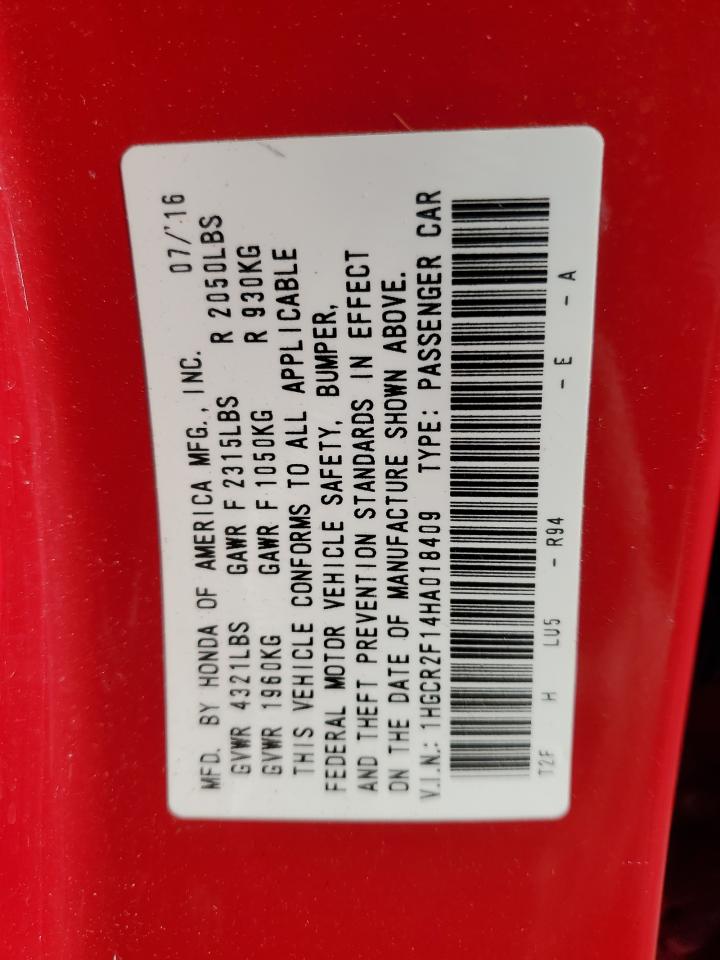 MFD. BY HONDA OF AMERICA MFG., INC. 07/'16
GVWR 4321LBS GAWR F 2315LBS R 2050LBS
GVWR 1960KG GAWR F 1050KG R 930KG
THIS VEHICLE CONFORMS TO ALL APPLICABLE
FEDERAL MOTOR VEHICLE SAFETY, BUMPER,
AND THEFT PREVENTION STANDARDS IN EFFECT
ON THE DATE OF MANUFACTURE SHOWN ABOVE.
V.I.N.: 1HGCR2F14HA018409 TYPE: PASSENGER CAR
T2F H LU5 - R94 - E - A